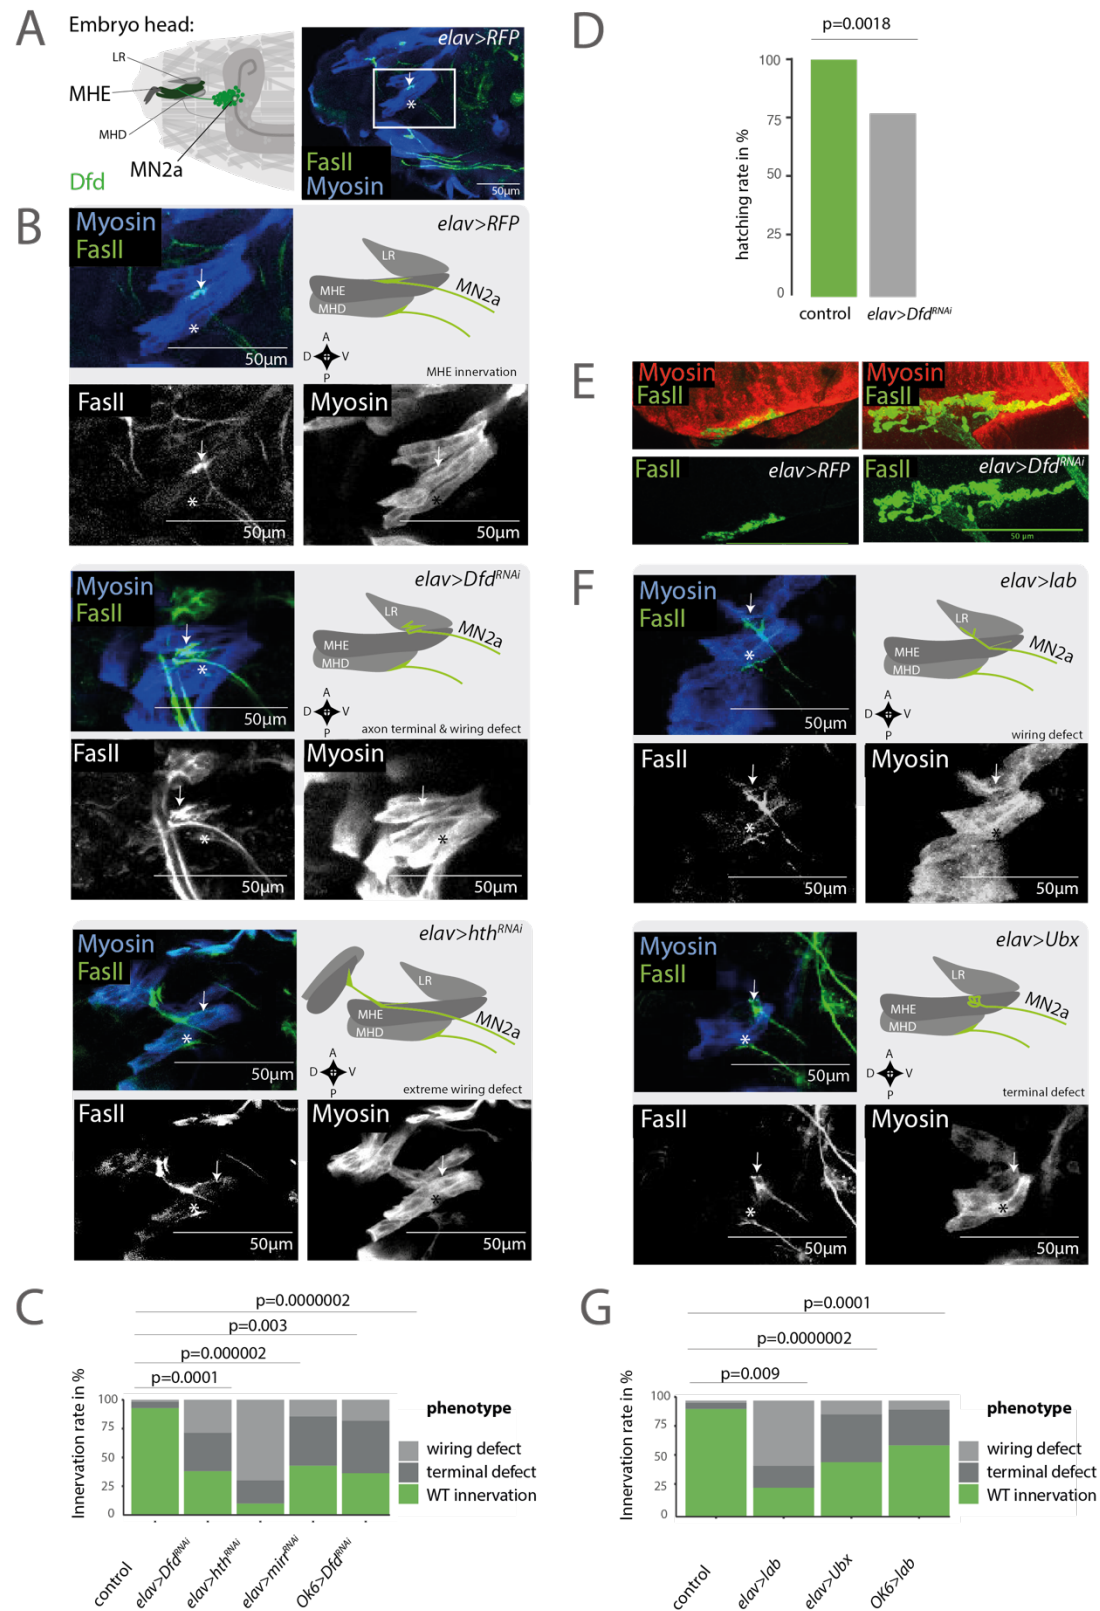 A
Embryo head:
LR
MHE
MHD
MN2a
Dfd
elav>RFP
FasII
Myosin
50µm
B
Myosin
FasII
50µm
elav>RFP
LR
MHE
MHD
MN2a
A
D V
P
MHE innervation
FasII
50µm
Myosin
50µm
Myosin
FasII
50µm
elav>DfdRNAi
LR
MHE
MHD
MN2a
A
D V
P
axon terminal & wiring defect
FasII
50µm
Myosin
50µm
Myosin
FasII
50µm
elav>hthRNAi
LR
MHE
MHD
MN2a
A
D V
P
extreme wiring defect
FasII
50µm
Myosin
50µm
C
p=0.0000002
p=0.003
p=0.000002
p=0.0001
Innervation rate in %
100
75
50
25
0
control
elav>DfdRNAi
elav>hthRNAi
elav>mirrRNAi
OK6>DfdRNAi
phenotype
wiring defect
terminal defect
WT innervation
D
p=0.0018
hatching rate in %
100
75
50
25
0
control
elav>DfdRNAi
E
Myosin
FasII
Myosin
FasII
FasII
elav>RFP
FasII
elav>DfdRNAi
50 µm
F
Myosin
FasII
50µm
elav>lab
LR
MHE
MHD
MN2a
A
D V
P
wiring defect
FasII
50µm
Myosin
50µm
Myosin
FasII
50µm
elav>Ubx
LR
MHE
MHD
MN2a
A
D V
P
terminal defect
FasII
50µm
Myosin
50µm
G
p=0.0001
p=0.0000002
p=0.009
Innervation rate in %
100
75
50
25
0
control
elav>lab
elav>Ubx
OK6>lab
phenotype
wiring defect
terminal defect
WT innervation